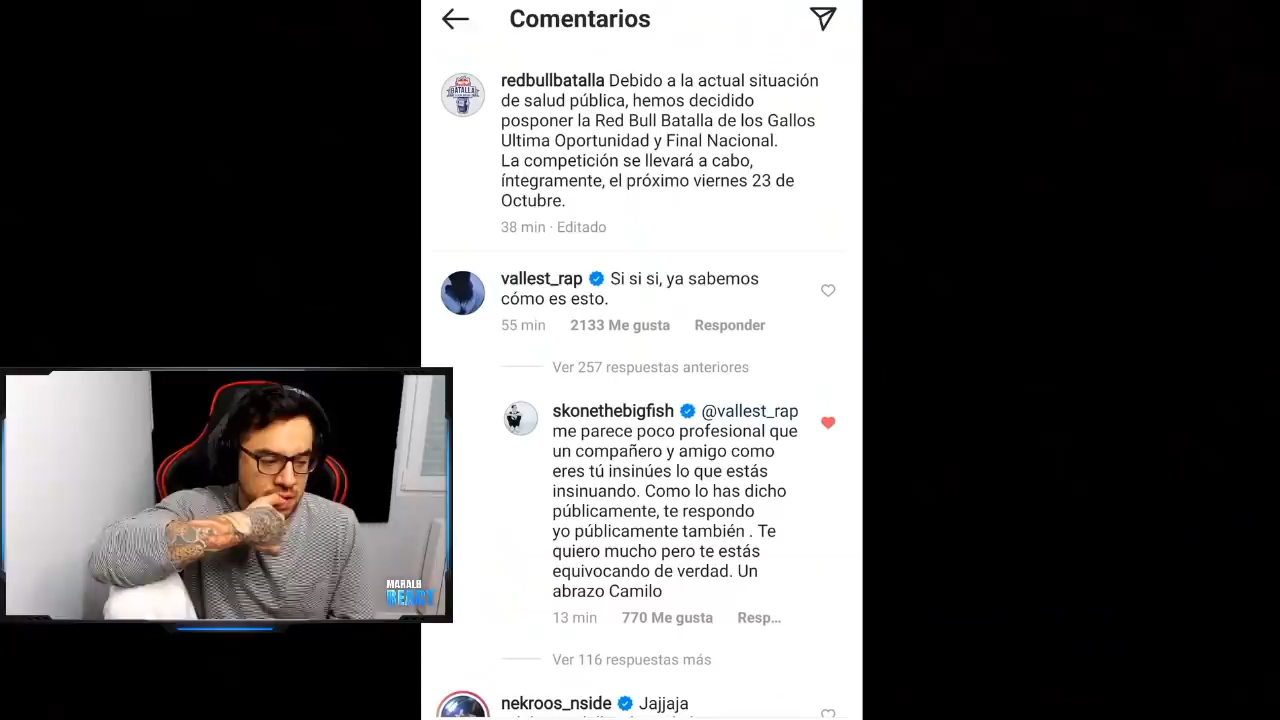 Comentarios
redbullbatalla Debido a la actual situación
de salud pública, hemos decidido
posponer la Red Bull Batalla de los Gallos
Ultima Oportunidad y Final Nacional.
La competición se llevará a cabo,
íntegramente, el próximo viernes 23 de
Octubre.
38 min · Editado
vallest_rap Si si si, ya sabemos
cómo es esto.
55 min 2133 Me gusta Responder
Ver 257 respuestas anteriores
skonethebigfish @vallest_rap
me parece poco profesional que
un compañero y amigo como
eres tú insinúes lo que estás
insinuando. Como lo has dicho
públicamente, te respondo
yo públicamente también . Te
quiero mucho pero te estás
equivocando de verdad. Un
abrazo Camilo
13 min 770 Me gusta Resp...
Ver 116 respuestas más
nekroos_nside Jajjaja
BATALLA
MARALB
REACT